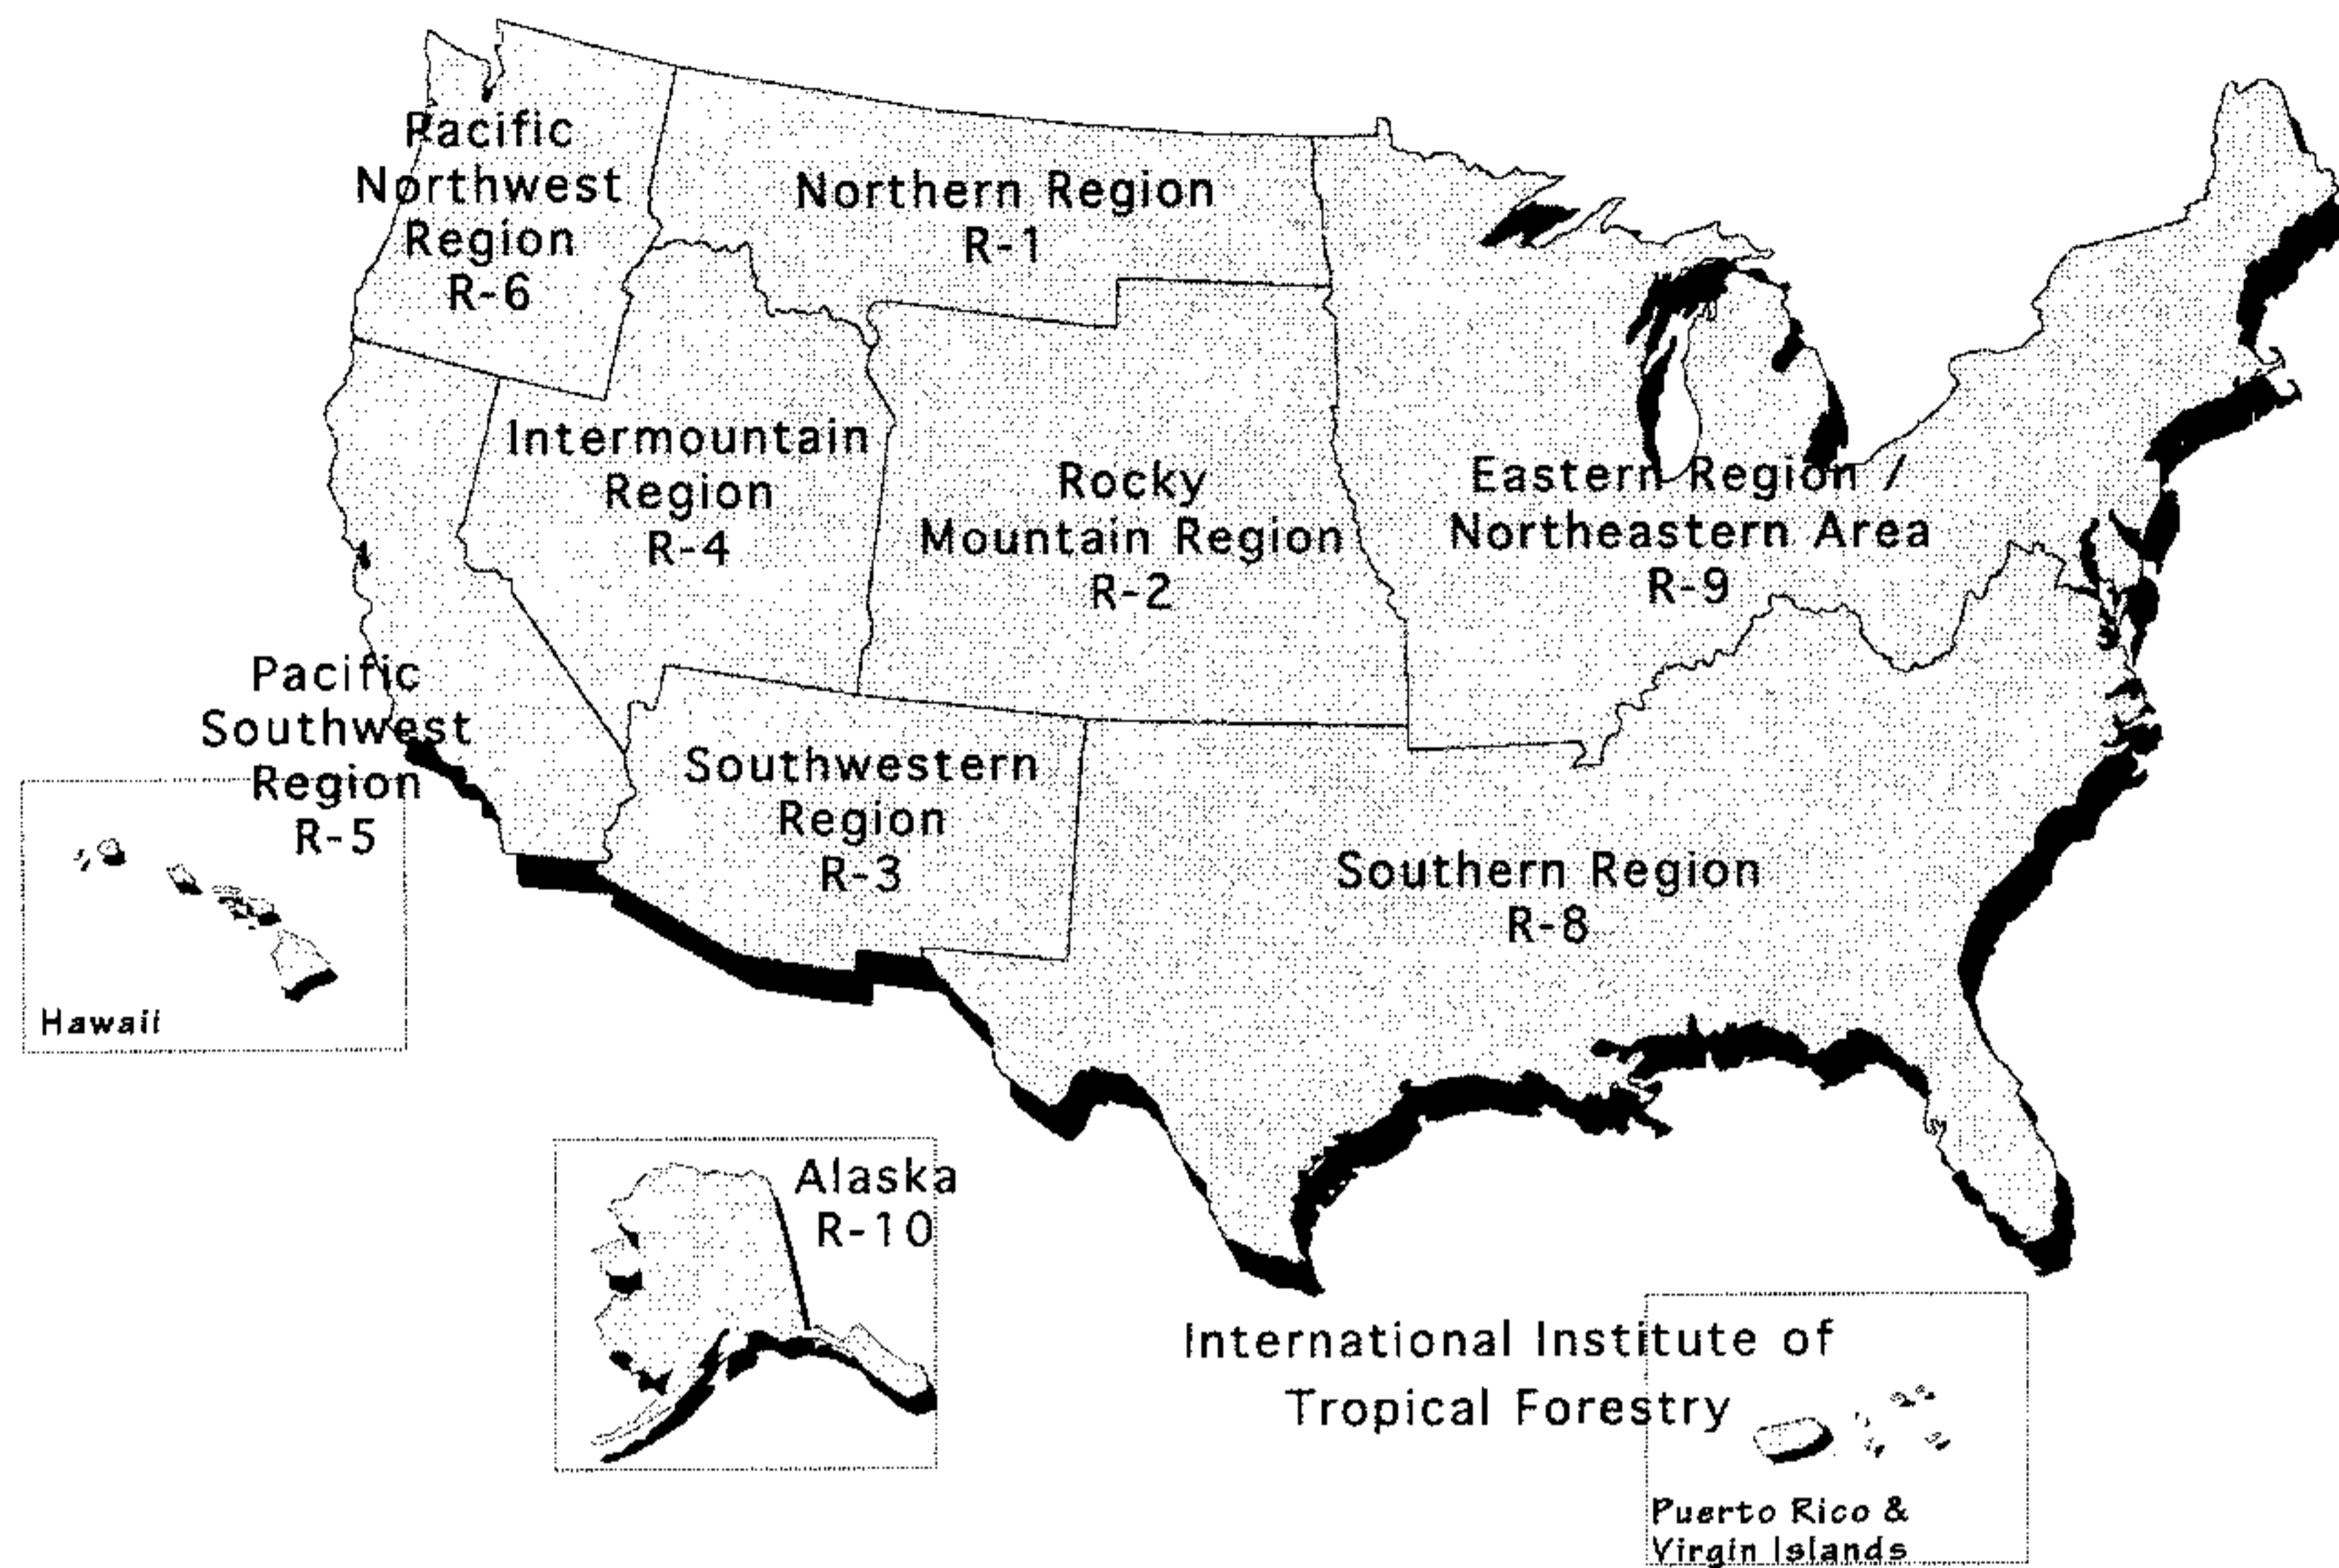 Pacific
Northwest
Region
R-6
Northern Region
R-1
Intermountain
Region
R-4
Rocky
Mountain Region
R-2
Eastern Region /
Northeastern Area
R-9
Pacific
Southwest
Region
R-5
Southwestern
Region
R-3
Southern Region
R-8
Hawaii
Alaska
R-10
International Institute of
Tropical Forestry
Puerto Rico &
Virgin Islands